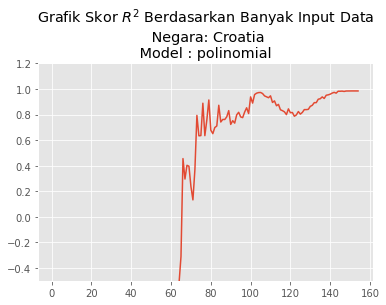 Grafik Skor R² Berdasarkan Banyak Input Data
Negara: Croatia
Model : polinomial
1.2
1.0
0.8
0.6
0.4
0.2
0.0
−0.2
−0.4
0 20 40 60 80 100 120 140 160